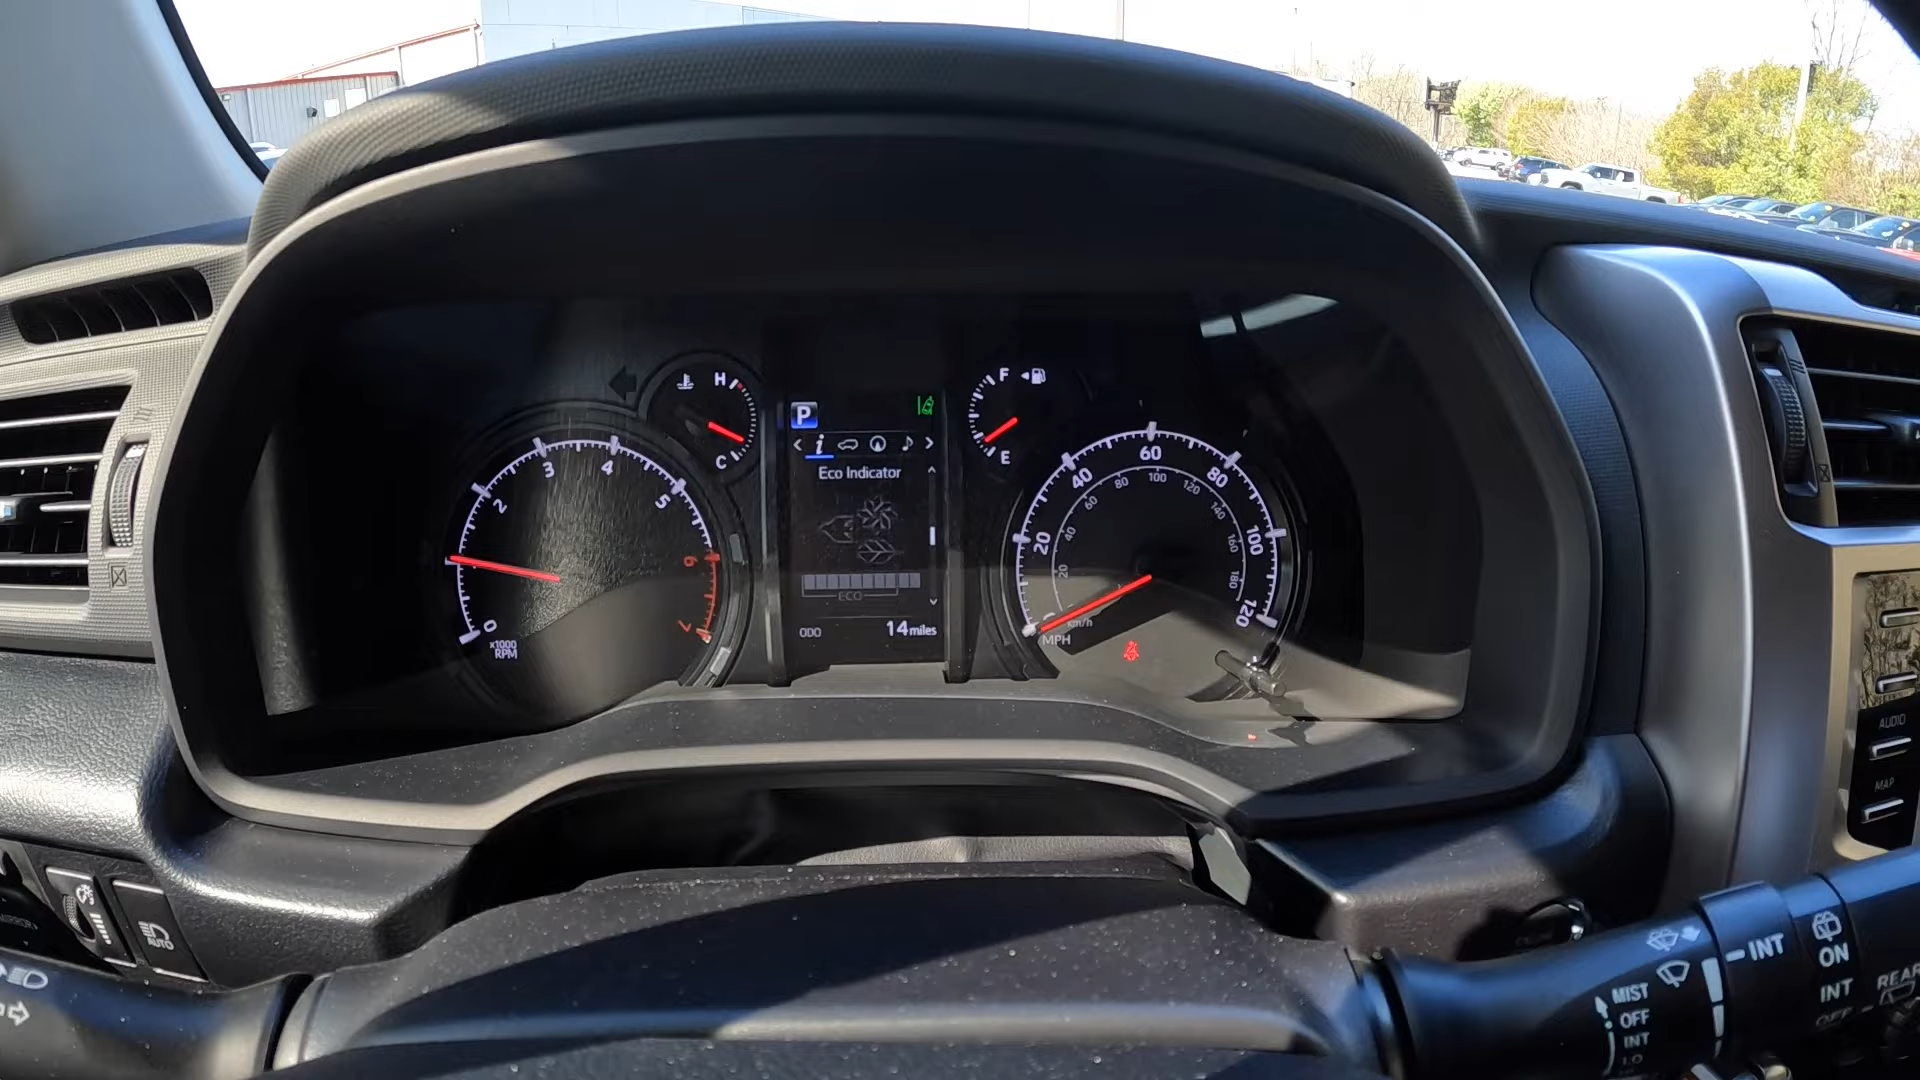 H
C
P
Eco Indicator
ECO
ODO 14 miles
F
E
0
1
2
3
4
5
6
7
x1000
RPM
20
40
60
80
100
120
20
40
60
80
100
120
140
160
180
km/h
MPH
AUDIO
MAP
AUTO
INT
ON
INT
OFF
REAR
MIST
OFF
INT
LO